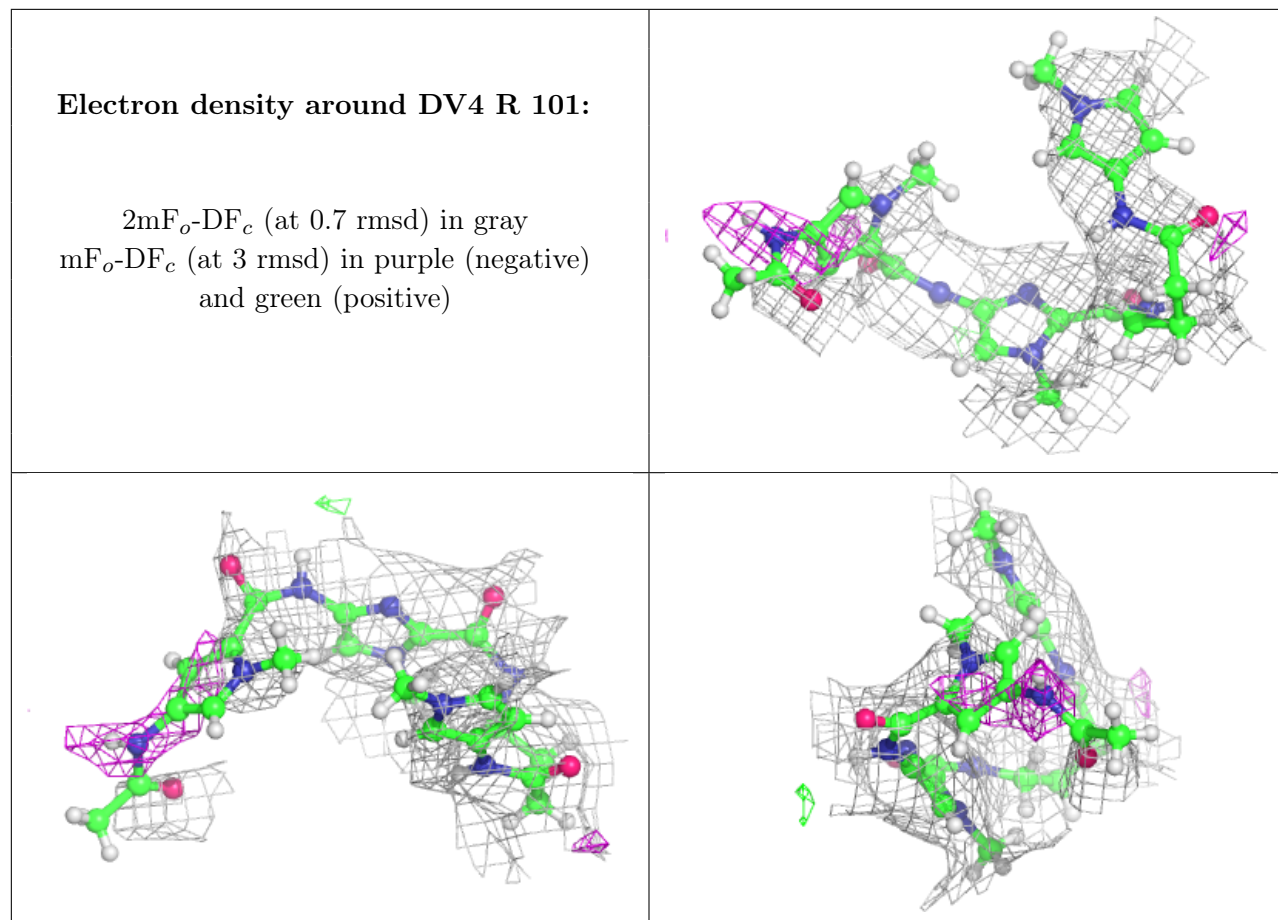 Electron density around DV4 R 101:
2mFₒ-DF𝒸 (at 0.7 rmsd) in gray
mFₒ-DF𝒸 (at 3 rmsd) in purple (negative)
and green (positive)